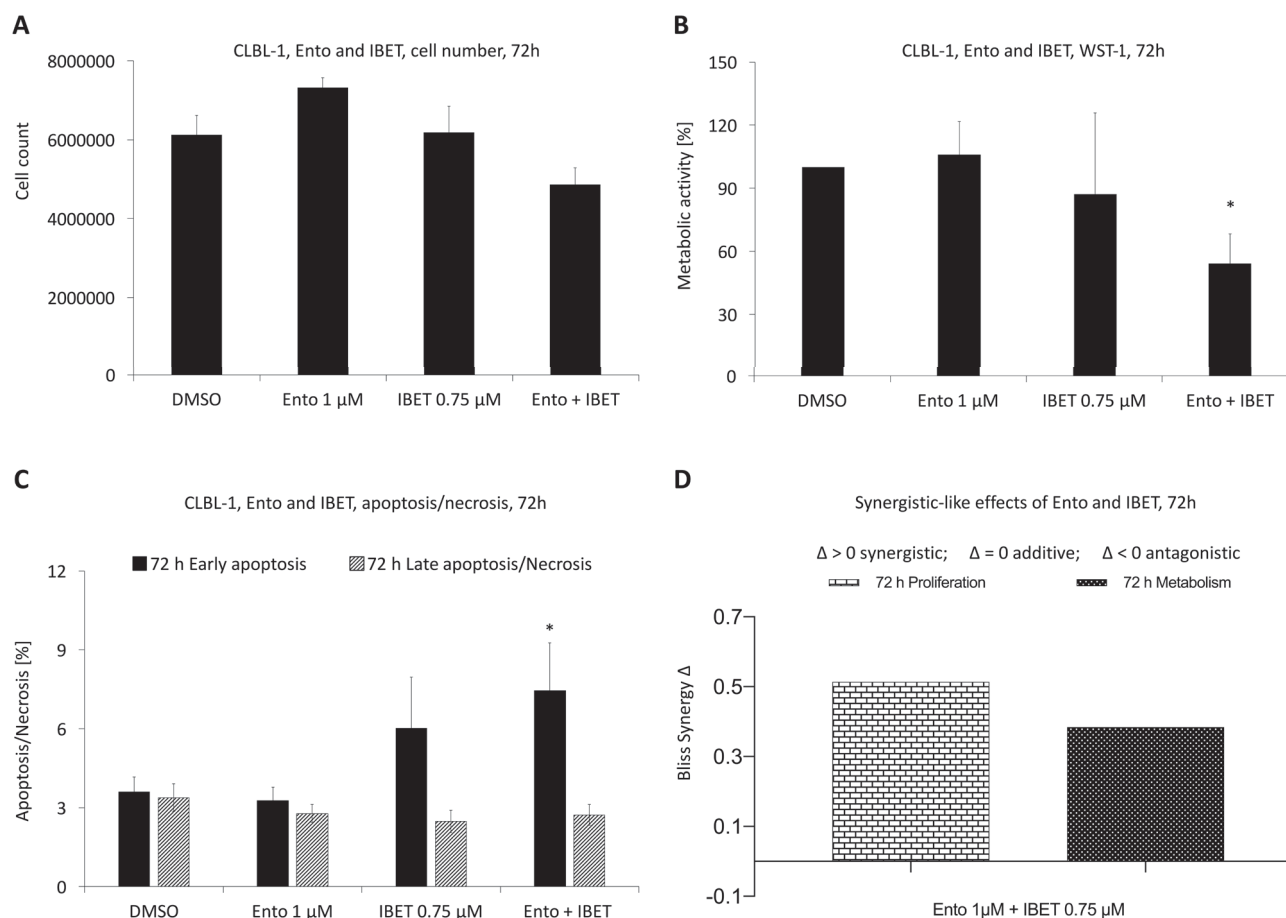 A
CLBL-1, Ento and IBET, cell number, 72h
8000000
6000000
4000000
2000000
0
Cell count
DMSO
Ento 1 µM
IBET 0.75 µM
Ento + IBET
B
CLBL-1, Ento and IBET, WST-1, 72h
150
120
90
60
30
0
Metabolic activity [%]
*
DMSO
Ento 1 µM
IBET 0.75 µM
Ento + IBET
C
CLBL-1, Ento and IBET, apoptosis/necrosis, 72h
72 h Early apoptosis
72 h Late apoptosis/Necrosis
12
9
6
3
0
Apoptosis/Necrosis [%]
*
DMSO
Ento 1 µM
IBET 0.75 µM
Ento + IBET
D
Synergistic-like effects of Ento and IBET, 72h
Δ > 0 synergistic; Δ = 0 additive; Δ < 0 antagonistic
72 h Proliferation
72 h Metabolism
0.7
0.5
0.3
0.1
-0.1
Bliss Synergy Δ
Ento 1µM + IBET 0.75 µM